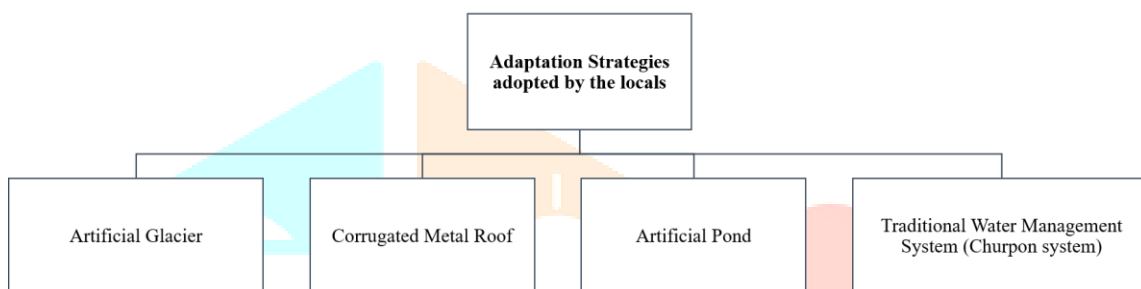 Adaptation Strategies
adopted by the locals
Artificial Glacier
Corrugated Metal Roof
Artificial Pond
Traditional Water Management
System (Churpon system)